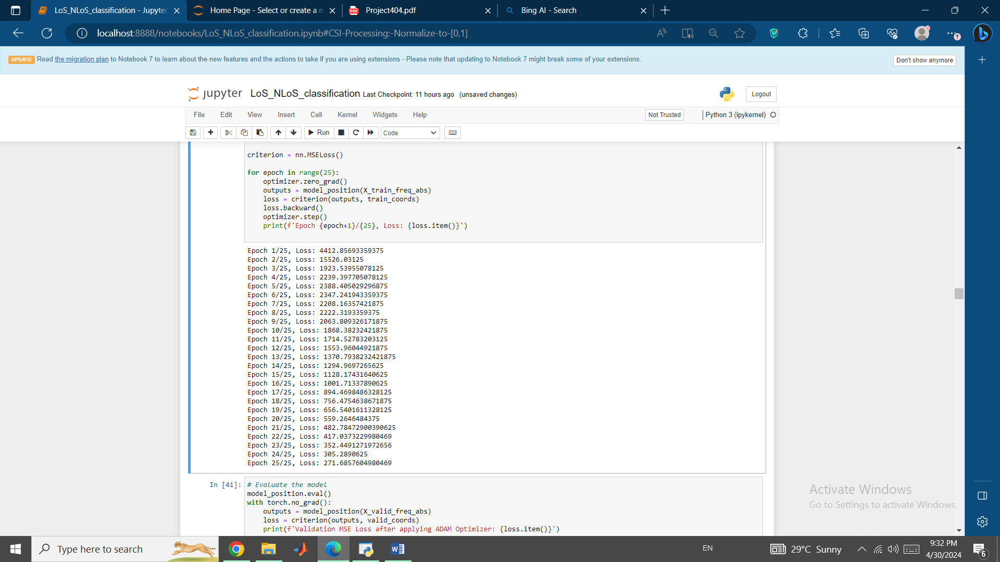 LoS_NLoS_classification - Jupyter
Home Page - Select or create a n
PDF
Project404.pdf
Bing AI - Search
localhost:8888/notebooks/LoS_NLoS_classification.ipynb#CSI-Processing:-Normalize-to-[0,1]
UPDATE Read the migration plan to Notebook 7 to learn about the new features and the actions to take if you are using extensions - Please note that updating to Notebook 7 might break some of your extensions.
Don't show anymore
jupyter LoS_NLoS_classification Last Checkpoint: 11 hours ago (unsaved changes)
Logout
File Edit View Insert Cell Kernel Widgets Help
Not Trusted
Python 3 (ipykernel)
Run
Code
criterion = nn.MSELoss()
for epoch in range(25):
    optimizer.zero_grad()
    outputs = model_position(X_train_freq_abs)
    loss = criterion(outputs, train_coords)
    loss.backward()
    optimizer.step()
    print(f'Epoch {epoch+1}/{25}, Loss: {loss.item()}')
Epoch 1/25, Loss: 4412.85693359375
Epoch 2/25, Loss: 15526.03125
Epoch 3/25, Loss: 1923.53955078125
Epoch 4/25, Loss: 2239.397705078125
Epoch 5/25, Loss: 2388.405029296875
Epoch 6/25, Loss: 2347.241943359375
Epoch 7/25, Loss: 2208.16357421875
Epoch 8/25, Loss: 2222.3193359375
Epoch 9/25, Loss: 2063.809326171875
Epoch 10/25, Loss: 1868.38232421875
Epoch 11/25, Loss: 1714.52783203125
Epoch 12/25, Loss: 1553.96044921875
Epoch 13/25, Loss: 1370.7938232421875
Epoch 14/25, Loss: 1294.9697265625
Epoch 15/25, Loss: 1128.17431640625
Epoch 16/25, Loss: 1001.71337890625
Epoch 17/25, Loss: 894.4698486328125
Epoch 18/25, Loss: 756.4754638671875
Epoch 19/25, Loss: 656.5401611328125
Epoch 20/25, Loss: 559.2646484375
Epoch 21/25, Loss: 482.78472900390625
Epoch 22/25, Loss: 417.0373229980469
Epoch 23/25, Loss: 352.4491271972656
Epoch 24/25, Loss: 305.2890625
Epoch 25/25, Loss: 271.6857604980469
In [41]: # Evaluate the model
model_position.eval()
with torch.no_grad():
    outputs = model_position(X_valid_freq_abs)
    loss = criterion(outputs, valid_coords)
    print(f'Validation MSE Loss after applying ADAM Optimizer: {loss.item()}')
Activate Windows
Go to Settings to activate Windows.
Type here to search
EN
29°C Sunny
9:32 PM
4/30/2024
6